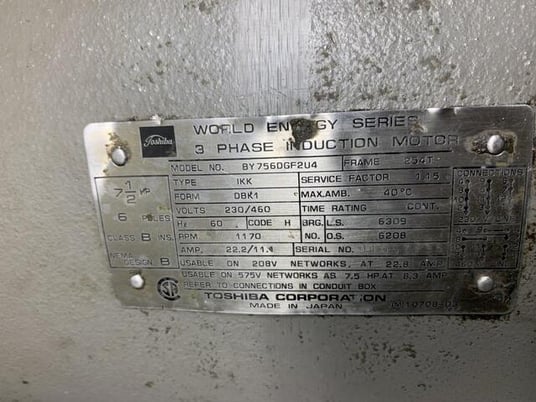 Toshiba
WORLD ENERGY SERIES
3 PHASE INDUCTION MOTOR
MODEL NO. BY756DGF2U4 FRAME 254T
7 1/2 HP
6 POLES
CLASS B INS.
NEMA DESIGN B
TYPE IKK SERVICE FACTOR 1.15
FORM DBK1 MAX.AMB. 40°C
VOLTS 230/460 TIME RATING CONT.
Hz 60 CODE H BRG. L.S. 6309
RPM 1170 NO. O.S. 6208
AMP. 22.2/11.1 SERIAL NO.
USABLE ON 208V NETWORKS, AT 22.8 AMP
USABLE ON 575V NETWORKS AS 7.5 HP.AT 8.3 AMP
REFER TO CONNECTIONS IN CONDUIT BOX
CONNECTIONS
TOSHIBA CORPORATION
MADE IN JAPAN